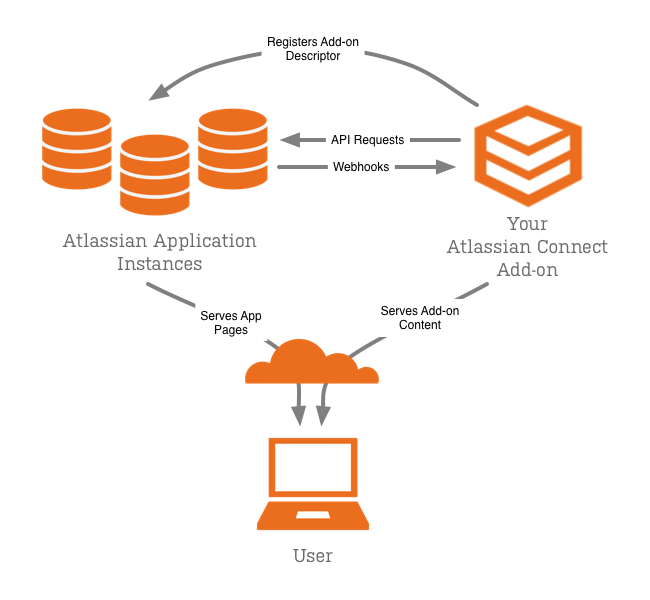 Registers Add-on
Descriptor
API Requests
Webhooks
Atlassian Application
Instances
Your
Atlassian Connect
Add-on
Serves App
Pages
Serves Add-on
Content
User